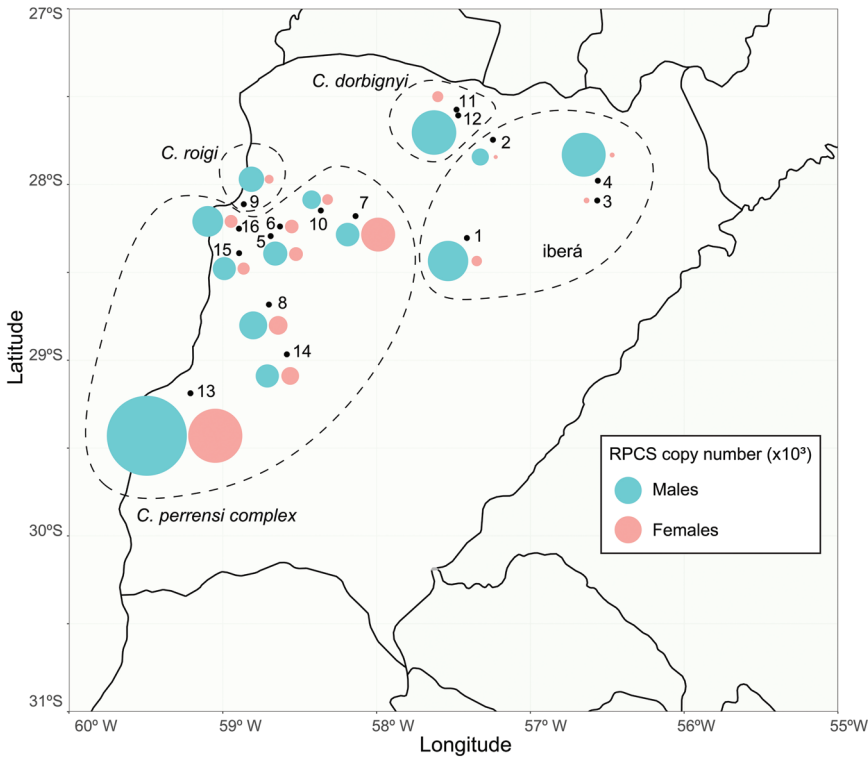 27ºS
C. dorbignyi
11
12
2
C. roigi
28ºS
4
3
9
7
10
16
6
5
15
1
iberá
8
29ºS
14
13
Latitude
RPCS copy number (x10³)
Males
Females
C. perrensi complex
30ºS
31ºS
60º W
59º W
58º W
57º W
56º W
55º W
Longitude